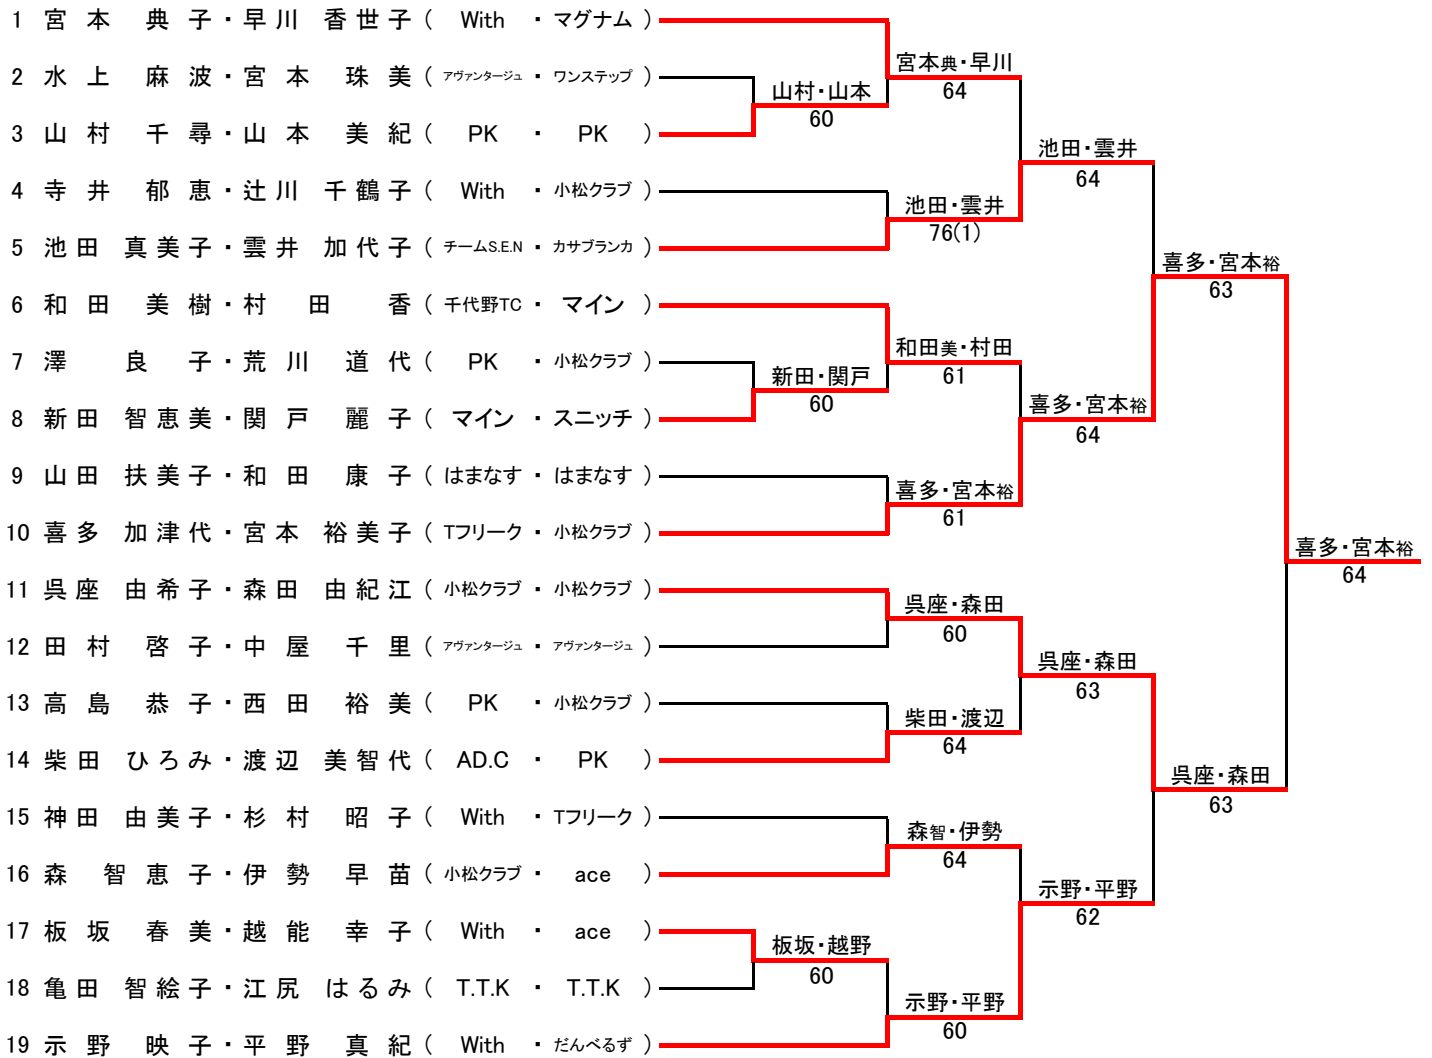 1 宮本 典子・早川 香世子 ( With ・ マグナム )
宮本典・早川
2 水上 麻波・宮本 珠美 ( アヴァンタージュ ・ ワンステップ )
山村・山本
64
60
3 山村 千尋・山本 美紀 ( PK ・ PK )
池田・雲井
64
4 寺井 郁恵・辻川 千鶴子 ( With ・ 小松クラブ )
池田・雲井
76(1)
5 池田 真美子・雲井 加代子 ( チームS.E.N ・ カサブランカ )
喜多・宮本裕
63
6 和田 美樹・村田 香 ( 千代野TC ・ マイン )
和田美・村田
7 澤 良子・荒川 道代 ( PK ・ 小松クラブ )
新田・関戸
61
60
喜多・宮本裕
8 新田 智恵美・関戸 麗子 ( マイン ・ スニッチ )
64
9 山田 扶美子・和田 康子 ( はまなす ・ はまなす )
喜多・宮本裕
61
10 喜多 加津代・宮本 裕美子 ( Tフリーク ・ 小松クラブ )
喜多・宮本裕
64
11 呉座 由希子・森田 由紀江 ( 小松クラブ ・ 小松クラブ )
呉座・森田
60
12 田村 啓子・中屋 千里 ( アヴァンタージュ ・ アヴァンタージュ )
呉座・森田
63
13 高島 恭子・西田 裕美 ( PK ・ 小松クラブ )
柴田・渡辺
64
14 柴田 ひろみ・渡辺 美智代 ( AD.C ・ PK )
呉座・森田
63
15 神田 由美子・杉村 昭子 ( With ・ Tフリーク )
森智・伊勢
64
16 森 智恵子・伊勢 早苗 ( 小松クラブ ・ ace )
示野・平野
62
17 板坂 春美・越能 幸子 ( With ・ ace )
板坂・越野
60
18 亀田 智絵子・江尻 はるみ ( T.T.K ・ T.T.K )
示野・平野
60
19 示野 映子・平野 真紀 ( With ・ だんべるず )